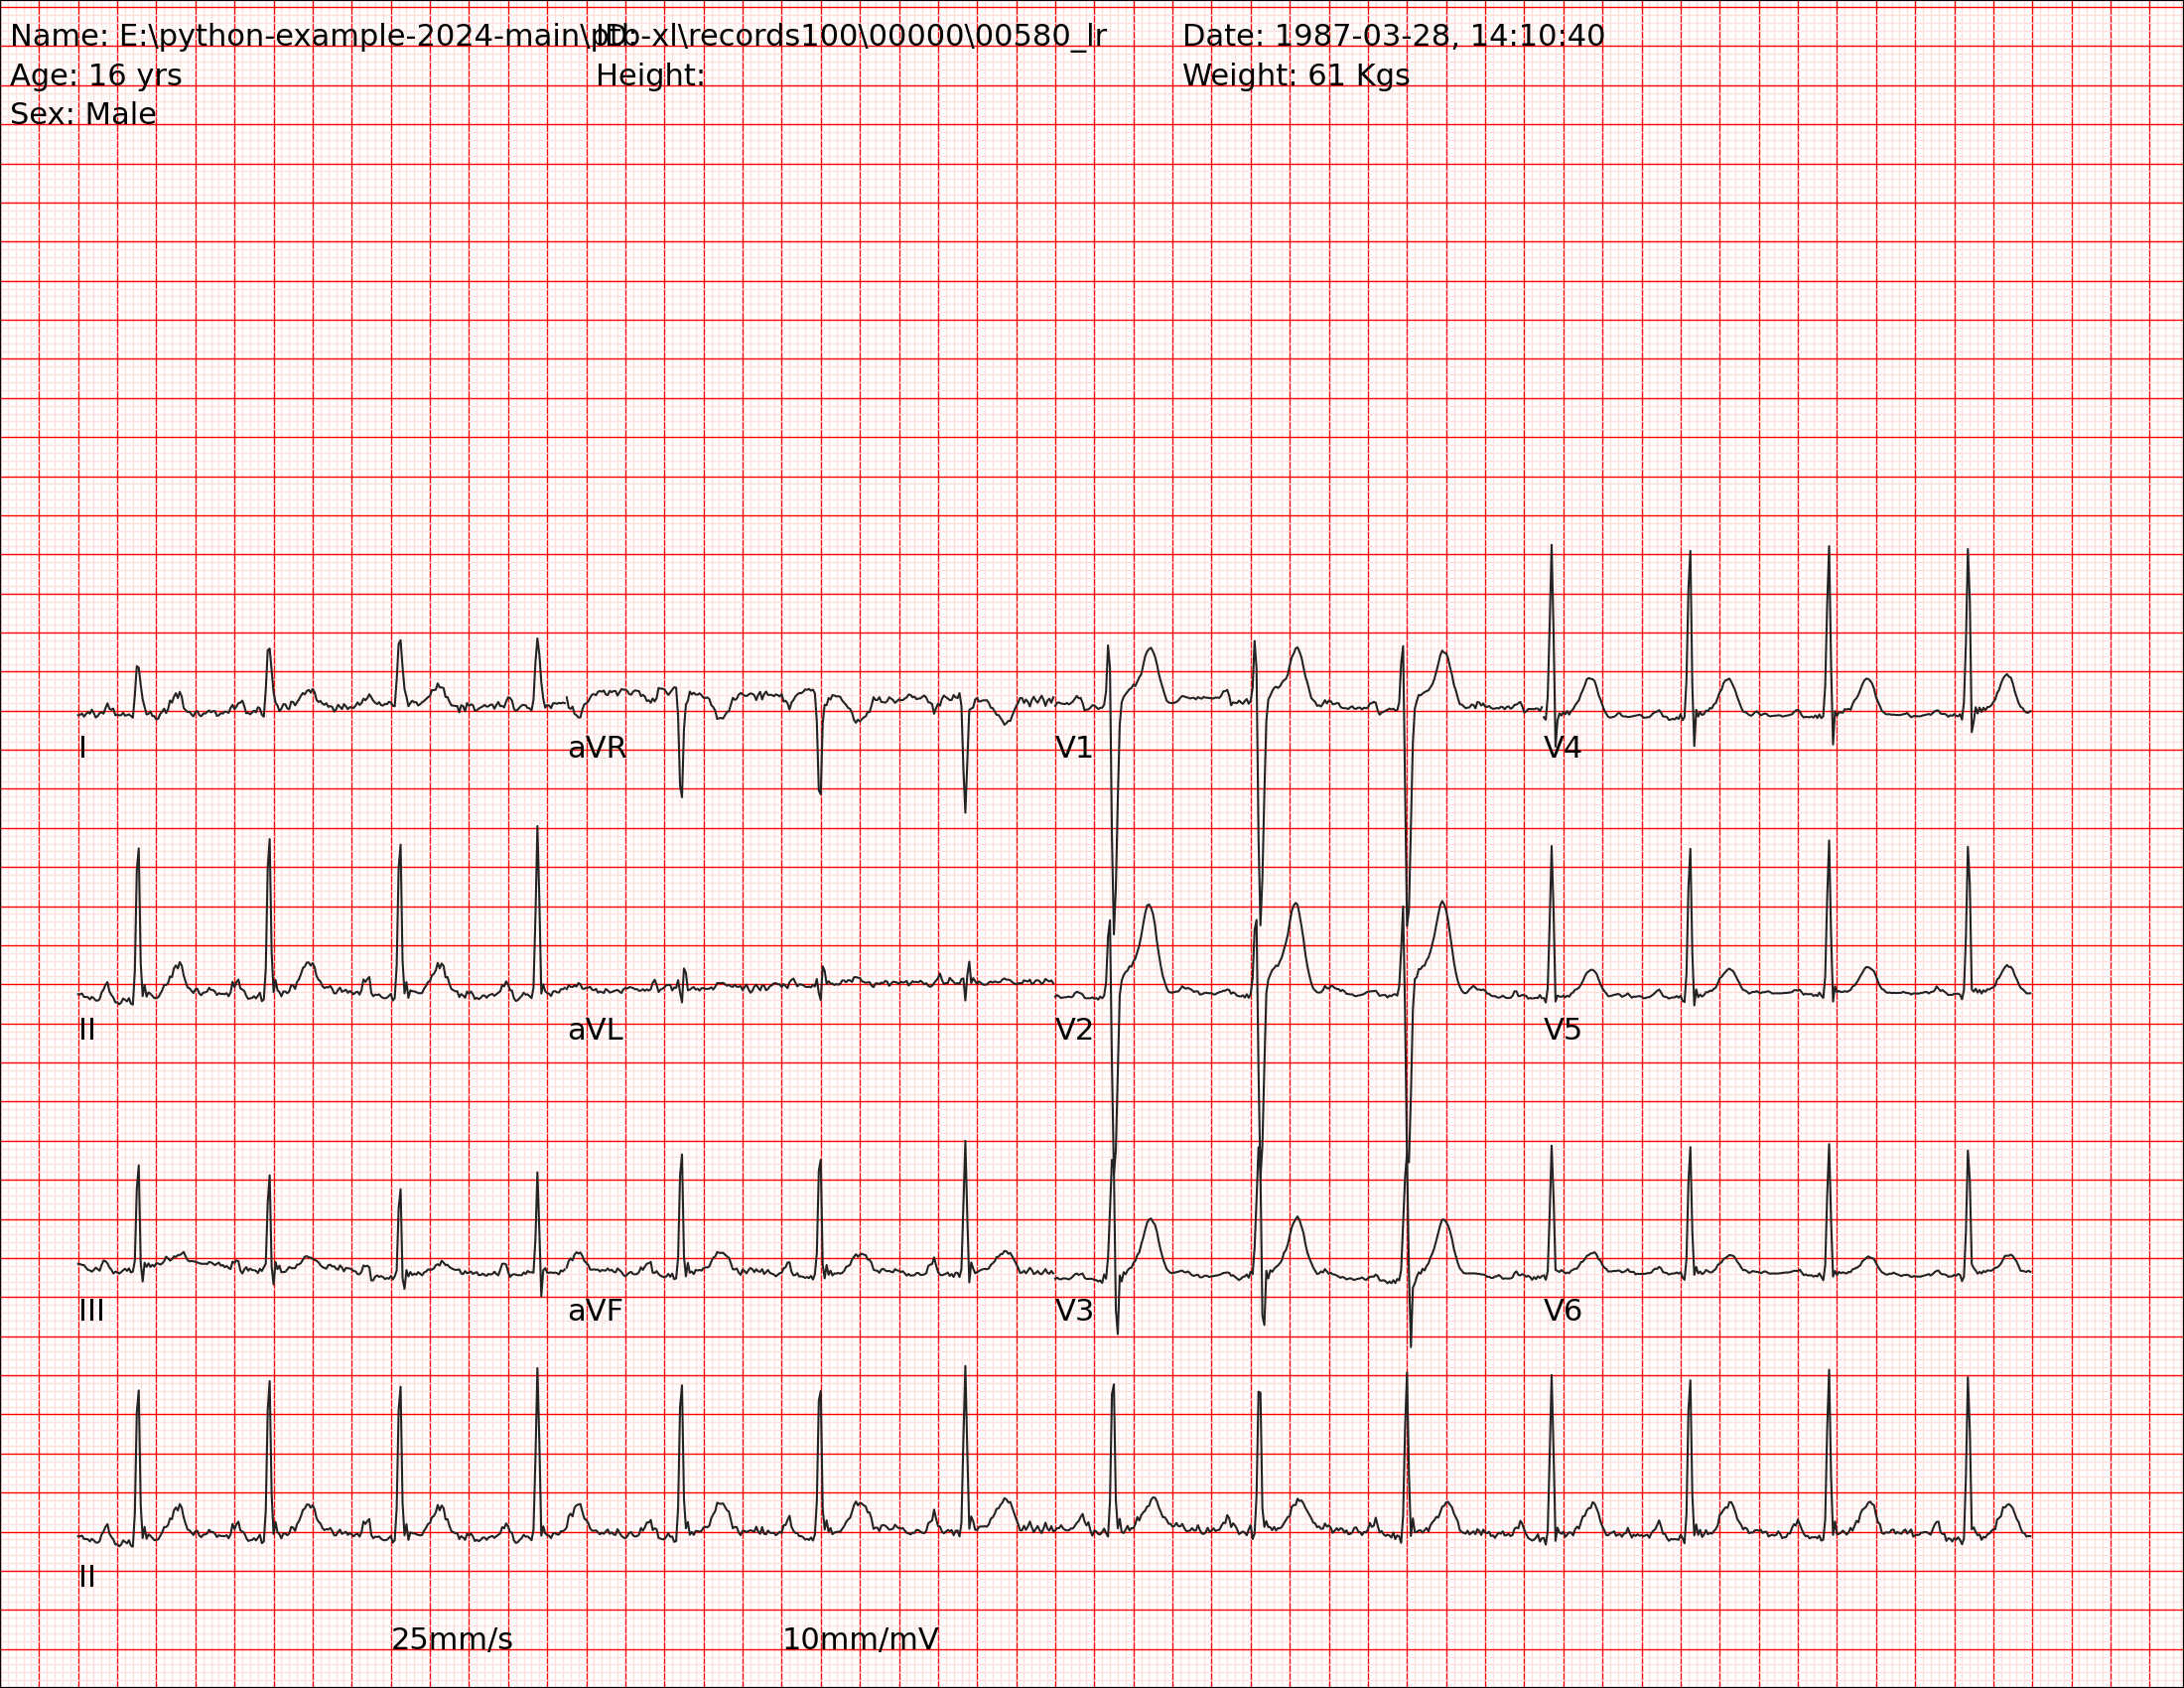 Name: E:\python-example-2024-main\ptb-xl\records100\00000\00580_lr ID: Date: 1987-03-28, 14:10:40
Age: 16 yrs Height: Weight: 61 Kgs
Sex: Male
I aVR V1 V4
II aVL V2 V5
III aVF V3 V6
II
25mm/s 10mm/mV